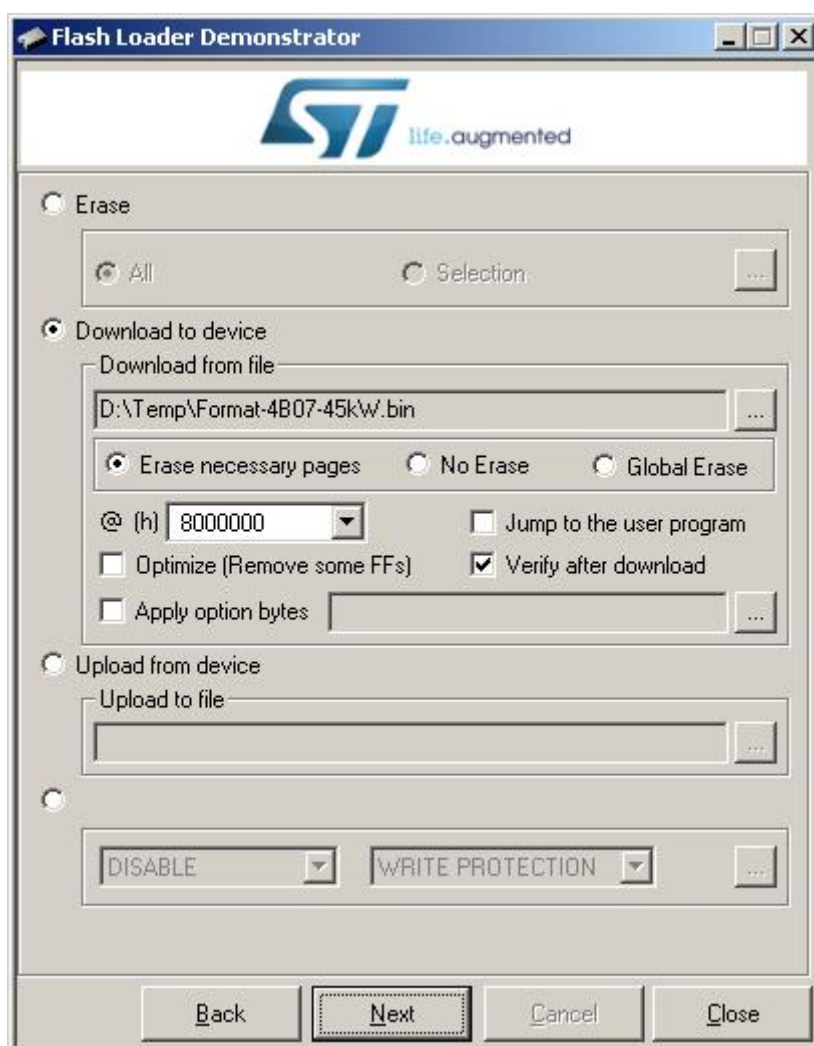 Flash Loader Demonstrator
ST life.augmented
Erase
All Selection ...
Download to device
Download from file
D:\Temp\Format-4B07-45kW.bin ...
Erase necessary pages No Erase Global Erase
@ (h) 8000000 Jump to the user program
Optimize (Remove some FFs) Verify after download
Apply option bytes ...
Upload from device
Upload to file
...
DISABLE WRITE PROTECTION ...
Back Next Cancel Close